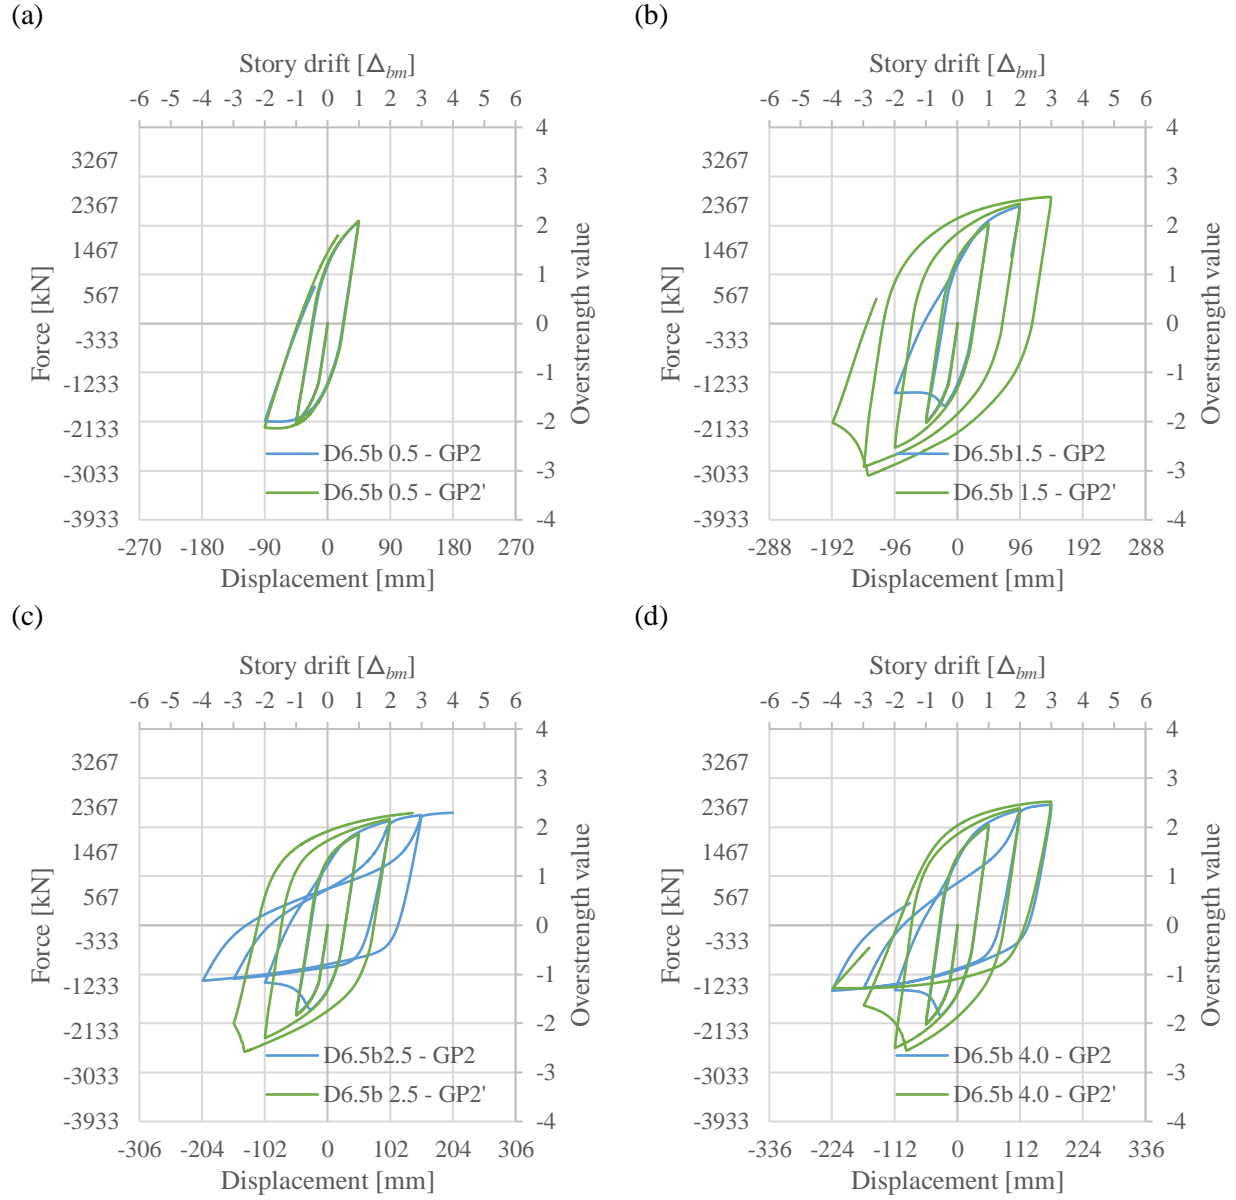 (a)
Story drift [Δbm]
-6 -5 -4 -3 -2 -1 0 1 2 3 4 5 6
4
3267
3
2367
2
1467
1
567
0
-333
-1
-1233
-2
-2133
D6.5b 0.5 - GP2
-3
-3033
D6.5b 0.5 - GP2'
-4
-3933
Force [kN]
Overstrength value
-270 -180 -90 0 90 180 270
Displacement [mm]
(b)
Story drift [Δbm]
-6 -5 -4 -3 -2 -1 0 1 2 3 4 5 6
4
3267
3
2367
2
1467
1
567
0
-333
-1
-1233
-2
-2133
D6.5b1.5 - GP2
-3
-3033
D6.5b 1.5 - GP2'
-4
-3933
Force [kN]
Overstrength value
-288 -192 -96 0 96 192 288
Displacement [mm]
(c)
Story drift [Δbm]
-6 -5 -4 -3 -2 -1 0 1 2 3 4 5 6
4
3267
3
2367
2
1467
1
567
0
-333
-1
-1233
-2
-2133
D6.5b2.5 - GP2
-3
-3033
D6.5b 2.5 - GP2'
-4
-3933
Force [kN]
Overstrength value
-306 -204 -102 0 102 204 306
Displacement [mm]
(d)
Story drift [Δbm]
-6 -5 -4 -3 -2 -1 0 1 2 3 4 5 6
4
3267
3
2367
2
1467
1
567
0
-333
-1
-1233
-2
-2133
D6.5b 4.0 - GP2
-3
-3033
D6.5b 4.0 - GP2'
-4
-3933
Force [kN]
Overstrength value
-336 -224 -112 0 112 224 336
Displacement [mm]